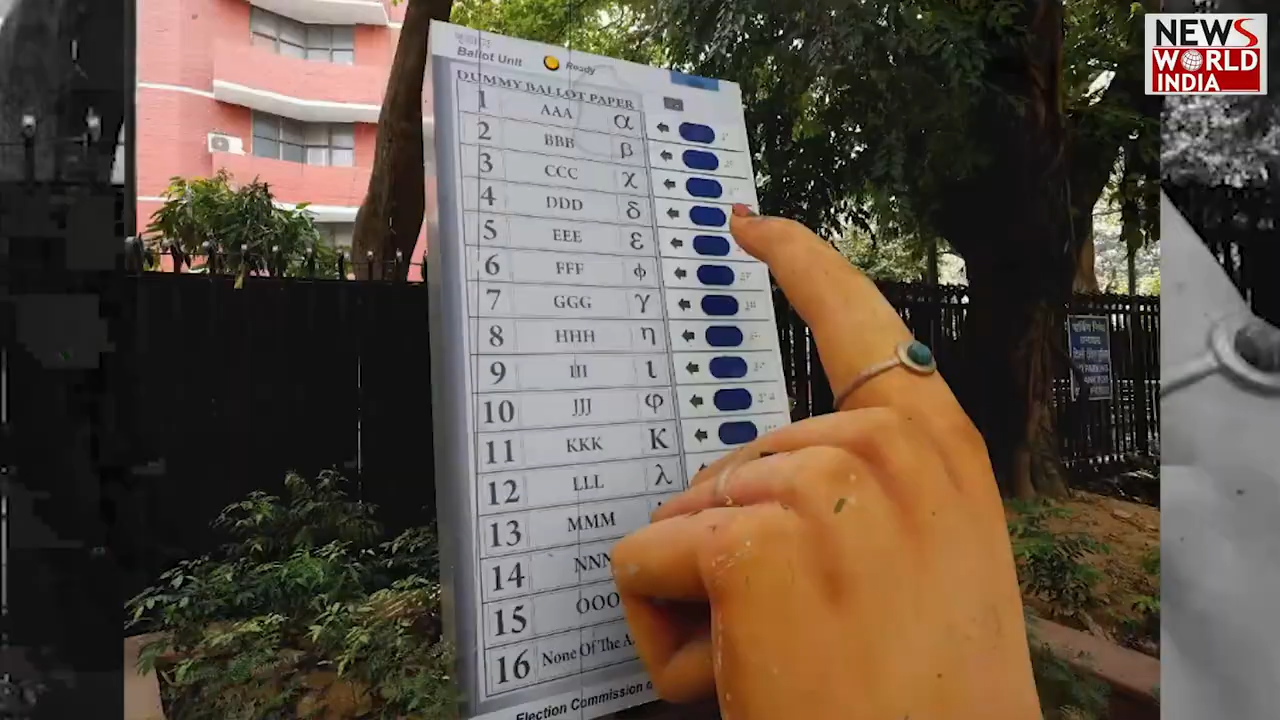 NEWS
WORLD
INDIA
Ballot Unit
Ready
DUMMY BALLOT PAPER
1 AAA α
2 BBB β
3 CCC χ
4 DDD δ
5 EEE ε
6 FFF ϕ
7 GGG γ
8 HHH η
9 III ι
10 JJJ φ
11 KKK K
12 LLL λ
13 MMM
14 NNN
15 OOO
16 None Of The
Election Commission